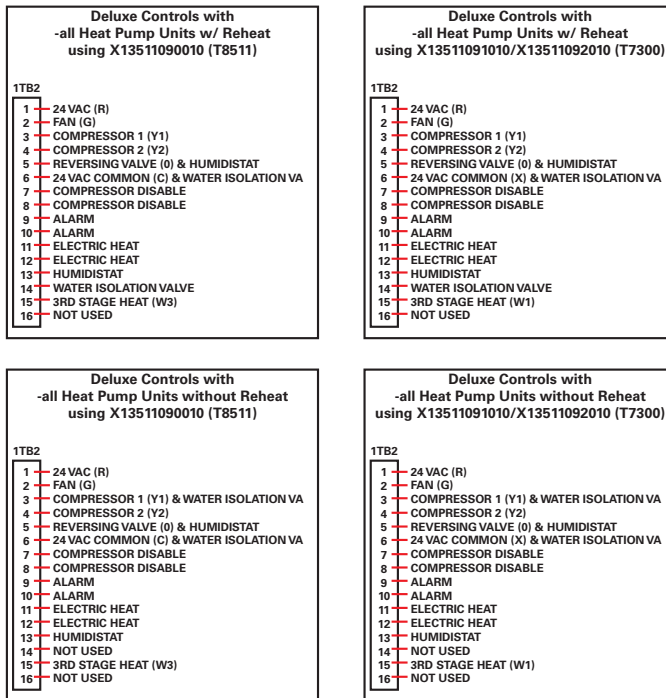 Deluxe Controls with
-all Heat Pump Units w/ Reheat
using X13511090010 (T8511)
1TB2
1 24 VAC (R)
2 FAN (G)
3 COMPRESSOR 1 (Y1)
4 COMPRESSOR 2 (Y2)
5 REVERSING VALVE (0) & HUMIDISTAT
6 24 VAC COMMON (C) & WATER ISOLATION VA
7 COMPRESSOR DISABLE
8 COMPRESSOR DISABLE
9 ALARM
10 ALARM
11 ELECTRIC HEAT
12 ELECTRIC HEAT
13 HUMIDISTAT
14 WATER ISOLATION VALVE
15 3RD STAGE HEAT (W3)
16 NOT USED
Deluxe Controls with
-all Heat Pump Units w/ Reheat
using X13511091010/X13511092010 (T7300)
1TB2
1 24 VAC (R)
2 FAN (G)
3 COMPRESSOR 1 (Y1)
4 COMPRESSOR 2 (Y2)
5 REVERSING VALVE (0) & HUMIDISTAT
6 24 VAC COMMON (X) & WATER ISOLATION VA
7 COMPRESSOR DISABLE
8 COMPRESSOR DISABLE
9 ALARM
10 ALARM
11 ELECTRIC HEAT
12 ELECTRIC HEAT
13 HUMIDISTAT
14 WATER ISOLATION VALVE
15 3RD STAGE HEAT (W1)
16 NOT USED
Deluxe Controls with
-all Heat Pump Units without Reheat
using X13511090010 (T8511)
1TB2
1 24 VAC (R)
2 FAN (G)
3 COMPRESSOR 1 (Y1) & WATER ISOLATION VA
4 COMPRESSOR 2 (Y2)
5 REVERSING VALVE (0) & HUMIDISTAT
6 24 VAC COMMON (C) & WATER ISOLATION VA
7 COMPRESSOR DISABLE
8 COMPRESSOR DISABLE
9 ALARM
10 ALARM
11 ELECTRIC HEAT
12 ELECTRIC HEAT
13 HUMIDISTAT
14 NOT USED
15 3RD STAGE HEAT (W3)
16 NOT USED
Deluxe Controls with
-all Heat Pump Units without Reheat
using X13511091010/X13511092010 (T7300)
1TB2
1 24 VAC (R)
2 FAN (G)
3 COMPRESSOR 1 (Y1) & WATER ISOLATION VA
4 COMPRESSOR 2 (Y2)
5 REVERSING VALVE (0) & HUMIDISTAT
6 24 VAC COMMON (X) & WATER ISOLATION VA
7 COMPRESSOR DISABLE
8 COMPRESSOR DISABLE
9 ALARM
10 ALARM
11 ELECTRIC HEAT
12 ELECTRIC HEAT
13 HUMIDISTAT
14 NOT USED
15 3RD STAGE HEAT (W1)
16 NOT USED